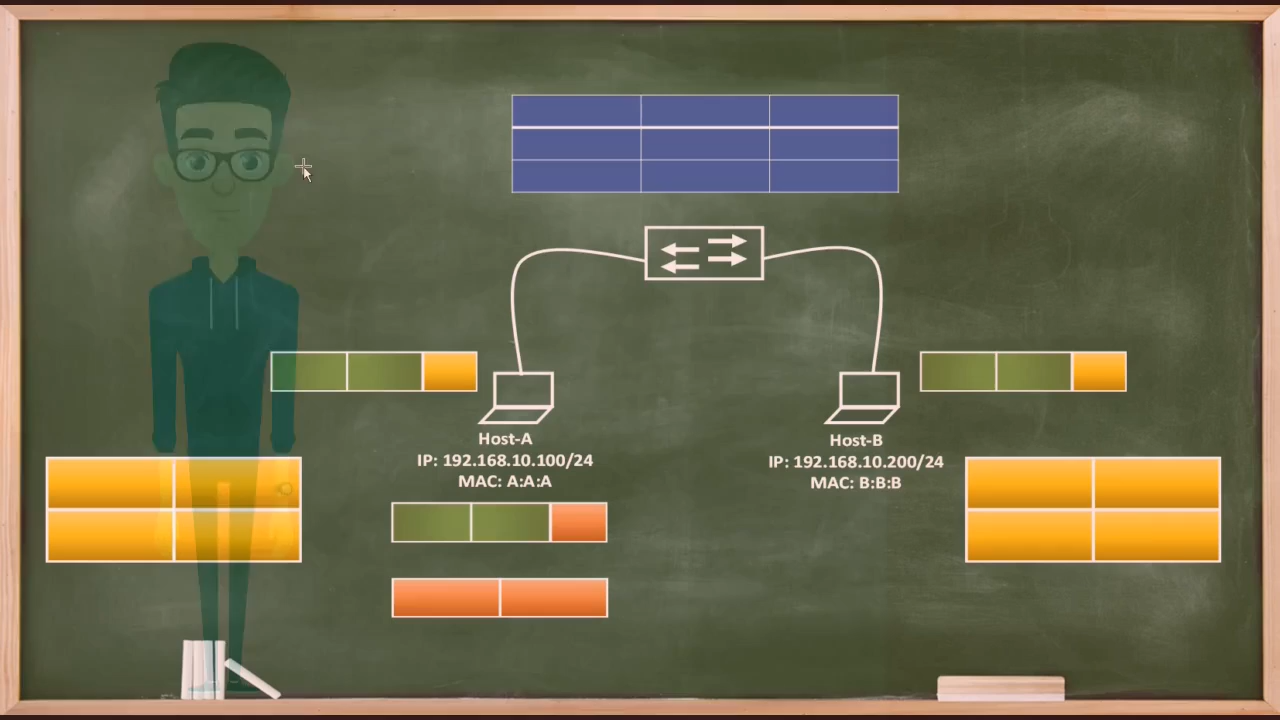 Host-A
IP: 192.168.10.100/24
MAC: A:A:A
Host-B
IP: 192.168.10.200/24
MAC: B:B:B